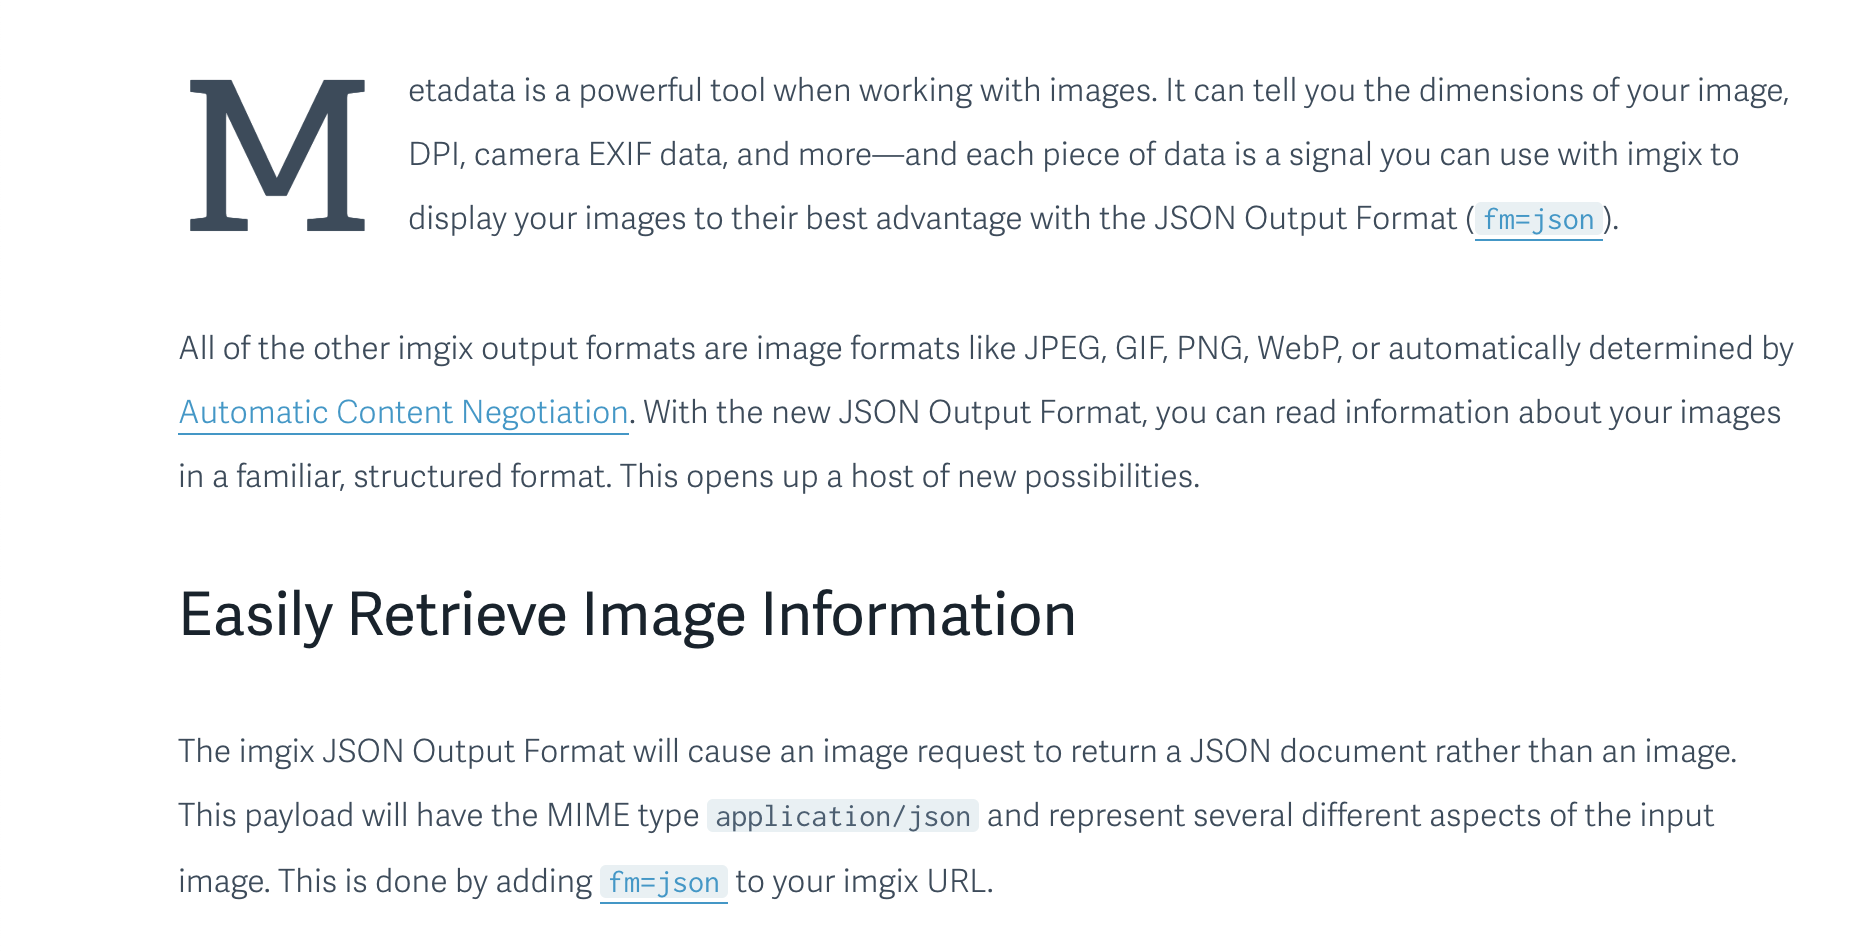 Metadata is a powerful tool when working with images. It can tell you the dimensions of your image,
DPI, camera EXIF data, and more—and each piece of data is a signal you can use with imgix to
display your images to their best advantage with the JSON Output Format (fm=json).
All of the other imgix output formats are image formats like JPEG, GIF, PNG, WebP, or automatically determined by
Automatic Content Negotiation. With the new JSON Output Format, you can read information about your images
in a familiar, structured format. This opens up a host of new possibilities.
Easily Retrieve Image Information
The imgix JSON Output Format will cause an image request to return a JSON document rather than an image.
This payload will have the MIME type application/json and represent several different aspects of the input
image. This is done by adding fm=json to your imgix URL.